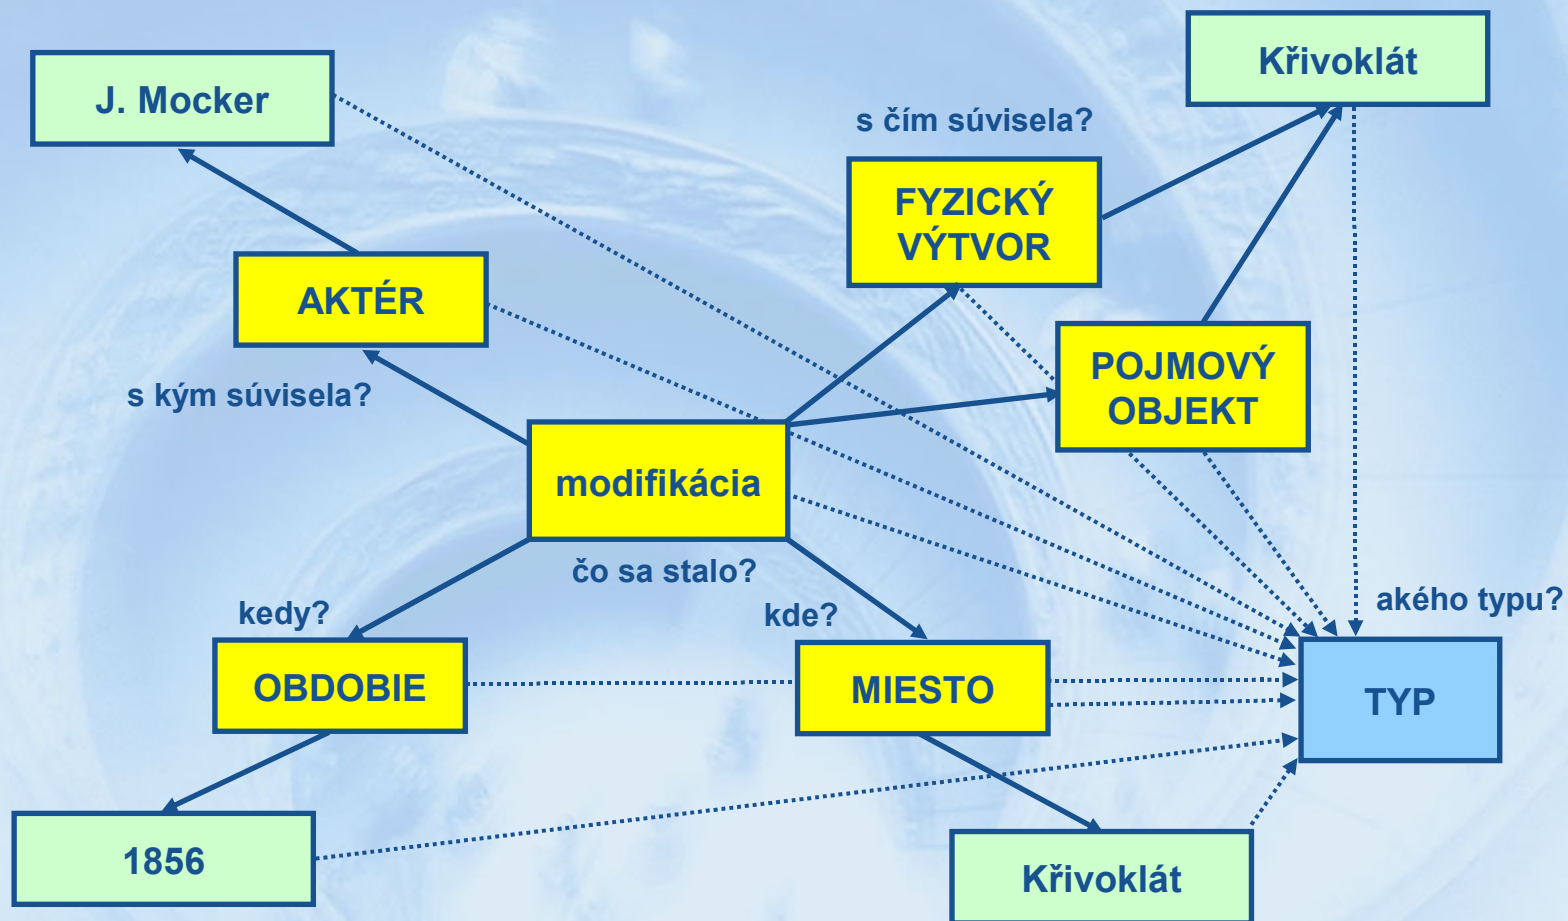 Křivoklát
J. Mocker
s čím súvisela?
FYZICKÝ
VÝTVOR
AKTÉR
POJMOVÝ
OBJEKT
s kým súvisela?
modifikácia
čo sa stalo?
kedy?
kde?
akého typu?
OBDOBIE
MIESTO
TYP
1856
Křivoklát